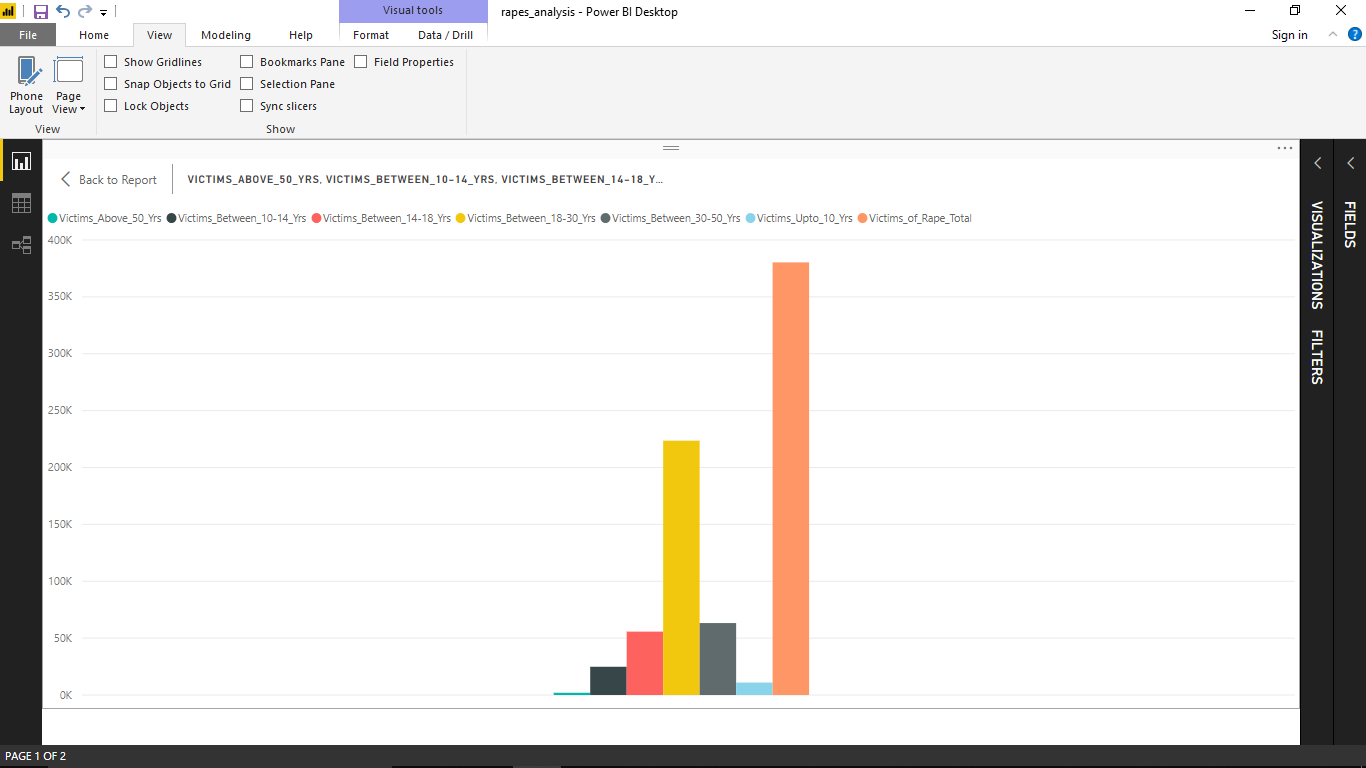 Visual tools
rapes_analysis - Power BI Desktop
File Home View Modeling Help Format Data / Drill Sign in
Show Gridlines Bookmarks Pane Field Properties
Snap Objects to Grid Selection Pane
Lock Objects Sync slicers
Phone Layout
Page View
View Show
Back to Report VICTIMS_ABOVE_50_YRS, VICTIMS_BETWEEN_10-14_YRS, VICTIMS_BETWEEN_14-18_Y...
Victims_Above_50_Yrs Victims_Between_10-14_Yrs Victims_Between_14-18_Yrs Victims_Between_18-30_Yrs Victims_Between_30-50_Yrs Victims_Upto_10_Yrs Victims_of_Rape_Total
400K
350K
300K
250K
200K
150K
100K
50K
0K
VISUALIZATIONS
FILTERS
FIELDS
PAGE 1 OF 2